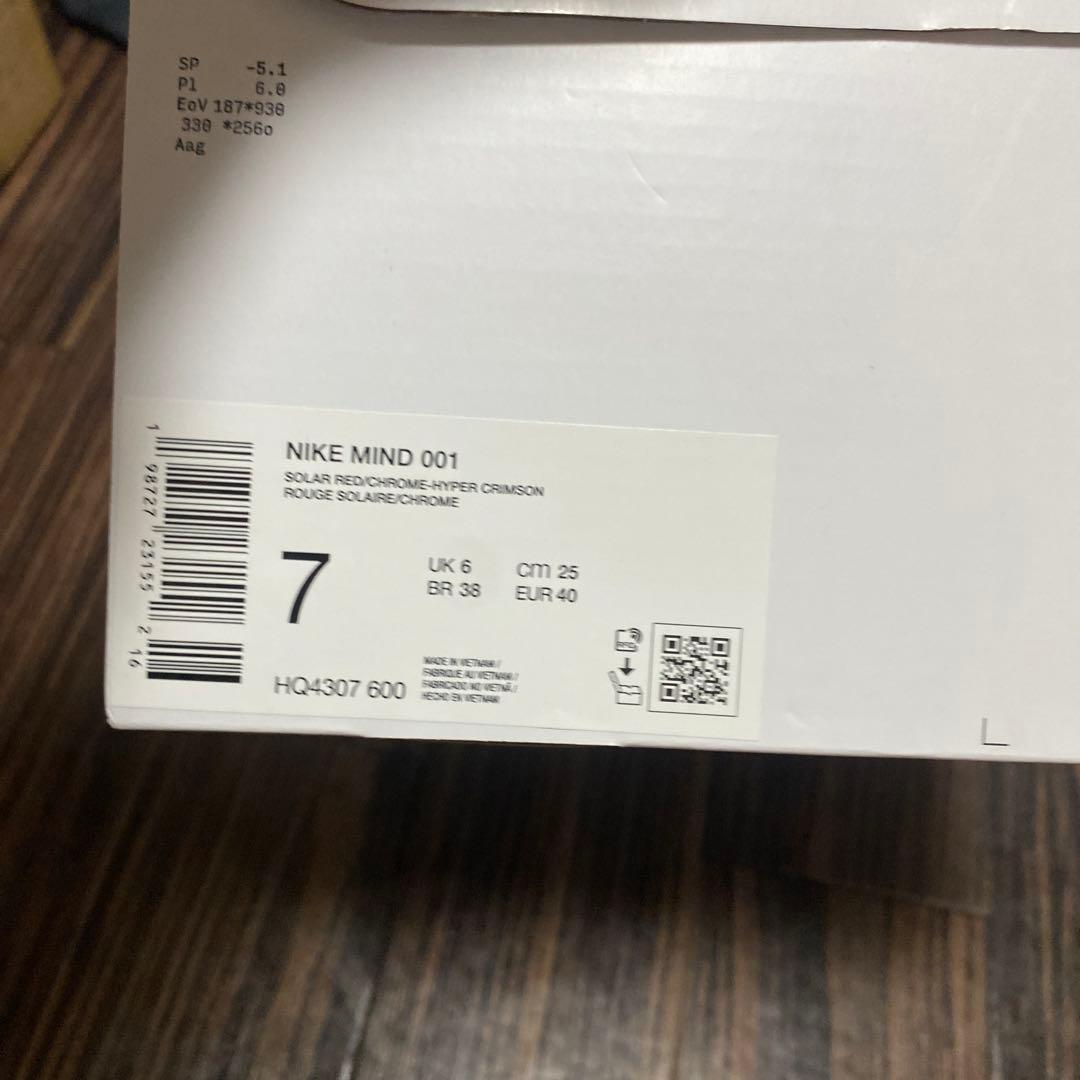 SP -5.1
Pl 6.0
EoV 187*930
330 *256o
Aag
NIKE MIND 001
SOLAR RED/CHROME-HYPER CRIMSON
ROUGE SOLAIRE/CHROME
7
UK 6 cm 25
BR 38 EUR 40
HQ4307 600
MADE IN VIETNAM /
FABRIQUE AU VIETNAM /
FABRICADO NO VIETNÃ /
HECHO EN VIETNAM
1 98727 23155 2 16